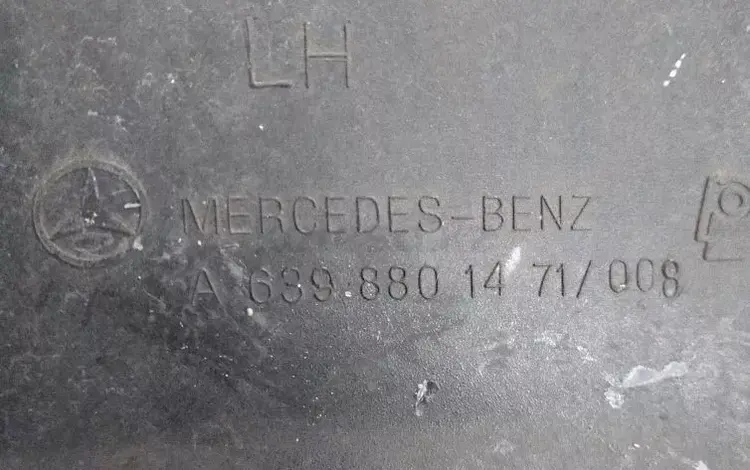 LH
MERCEDES-BENZ
A 639 880 14 71/008